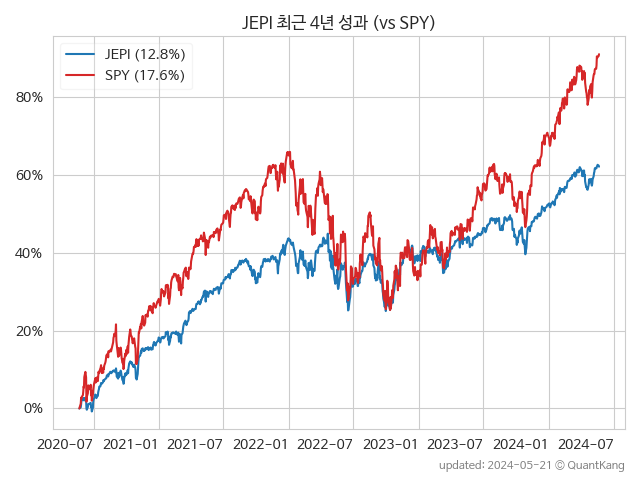 JEPI 최근 4년 성과 (vs SPY)
JEPI (12.8%)
SPY (17.6%)
80%
60%
40%
20%
0%
2020-07 2021-01 2021-07 2022-01 2022-07 2023-01 2023-07 2024-01 2024-07
updated: 2024-05-21 © QuantKang